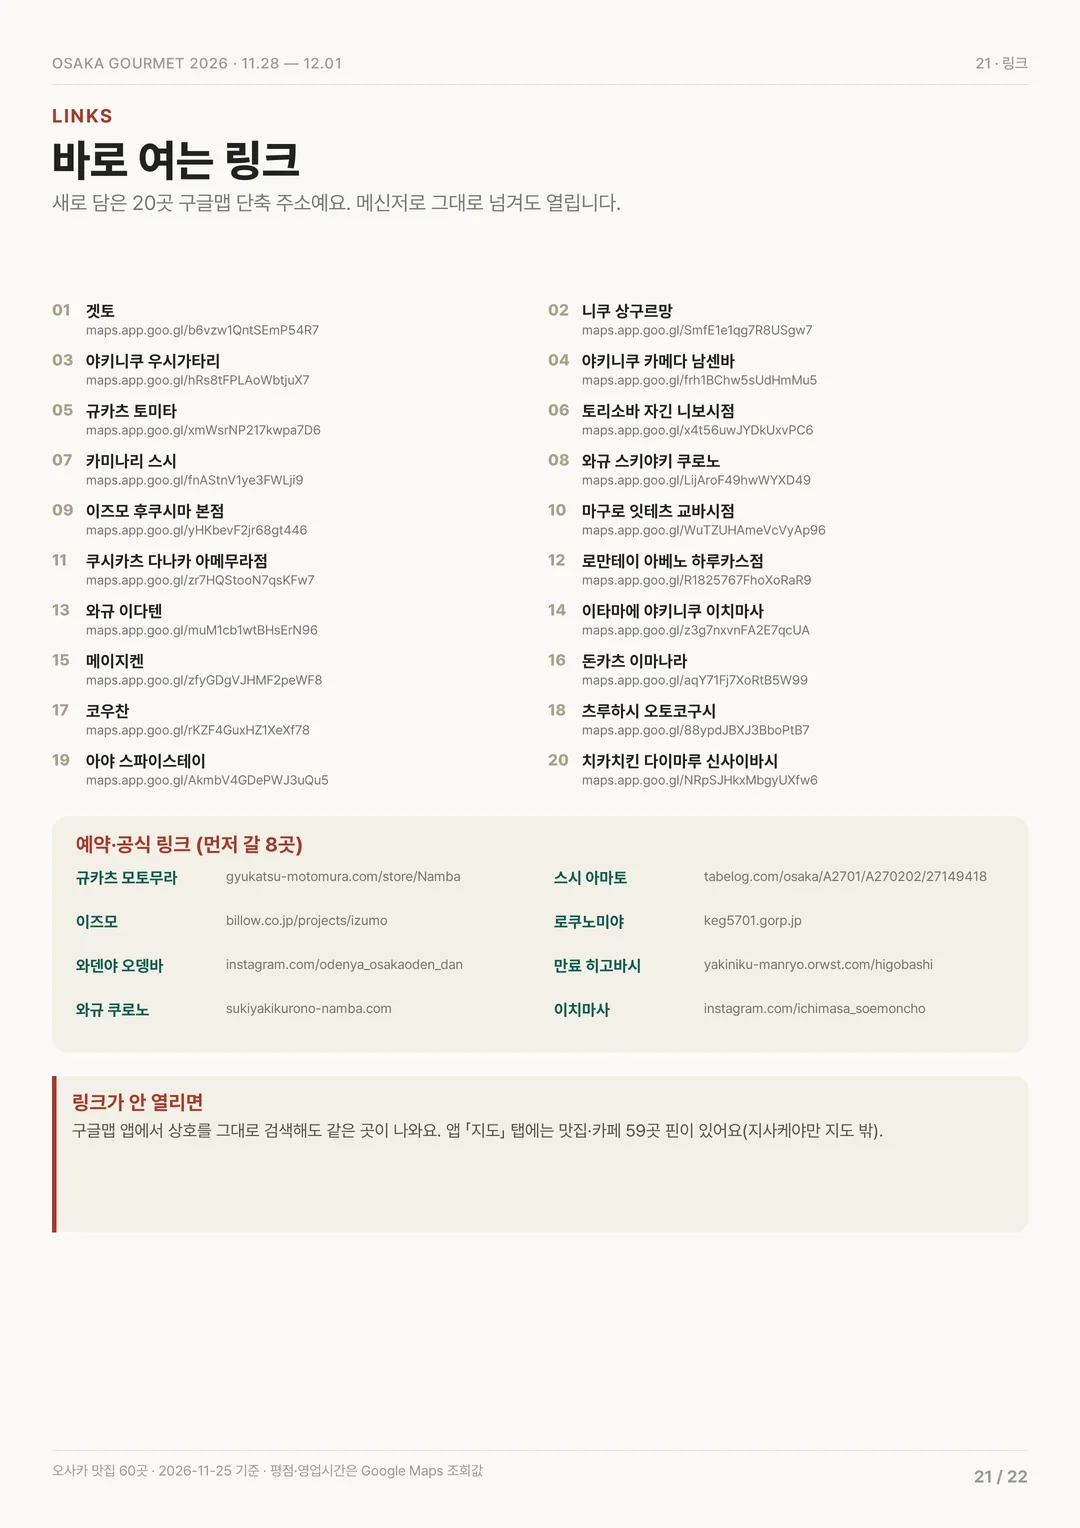 OSAKA GOURMET 2026 · 11.28 — 12.01
21 · 링크
LINKS
바로 여는 링크
새로 담은 20곳 구글맵 단축 주소예요. 메신저로 그대로 넘겨도 열립니다.
01 겟토
maps.app.goo.gl/b6vzw1QntSEmP54R7
02 니쿠 상구르망
maps.app.goo.gl/SmfE1e1qg7R8USgw7
03 야키니쿠 우시가타리
maps.app.goo.gl/hRs8tFPLAoWbtjuX7
04 야키니쿠 카메다 남센바
maps.app.goo.gl/frh1BChw5sUdHmMu5
05 규카츠 토미타
maps.app.goo.gl/xmWsrNP217kwpa7D6
06 토리소바 자긴 니보시점
maps.app.goo.gl/x4t56uwJYDkUxvPC6
07 카미나리 스시
maps.app.goo.gl/fnAStnV1ye3FWLji9
08 와규 스키야키 쿠로노
maps.app.goo.gl/LijAroF49hwWYXD49
09 이즈모 후쿠시마 본점
maps.app.goo.gl/yHKbevF2jr68gt446
10 마구로 잇테츠 교바시점
maps.app.goo.gl/WuTZUHAmeVcVyAp96
11 쿠시카츠 다나카 아메무라점
maps.app.goo.gl/zr7HQStooN7qsKFw7
12 로만테이 아베노 하루카스점
maps.app.goo.gl/R1825767FhoXoRaR9
13 와규 이다텐
maps.app.goo.gl/muM1cb1wtBHsErN96
14 이타마에 야키니쿠 이치마사
maps.app.goo.gl/z3g7nxvnFA2E7qcUA
15 메이지켄
maps.app.goo.gl/zfyGDgVJHMF2peWF8
16 돈카츠 이마나라
maps.app.goo.gl/aqY71Fj7XoRtB5W99
17 코우찬
maps.app.goo.gl/rKZF4GuxHZ1XeXf78
18 츠루하시 오토코구시
maps.app.goo.gl/88ypdJBXJ3BboPtB7
19 아야 스파이스테이
maps.app.goo.gl/AkmbV4GDePWJ3uQu5
20 치카치킨 다이마루 신사이바시
maps.app.goo.gl/NRpSJHkxMbgyUXfw6
예약·공식 링크 (먼저 갈 8곳)
규카츠 모토무라 gyukatsu-motomura.com/store/Namba
스시 아마토 tabelog.com/osaka/A2701/A270202/27149418
이즈모 billow.co.jp/projects/izumo
로쿠노미야 keg5701.gorp.jp
와덴야 오뎅바 instagram.com/odenya_osakaoden_dan
만료 히고바시 yakiniku-manryo.orwst.com/higobashi
와규 쿠로노 sukiyakikurono-namba.com
이치마사 instagram.com/ichimasa_soemoncho
링크가 안 열리면
구글맵 앱에서 상호를 그대로 검색해도 같은 곳이 나와요. 앱 「지도」 탭에는 맛집·카페 59곳 핀이 있어요(지사케야만 지도 밖).
오사카 맛집 60곳 · 2026-11-25 기준 · 평점·영업시간은 Google Maps 조회값
21 / 22